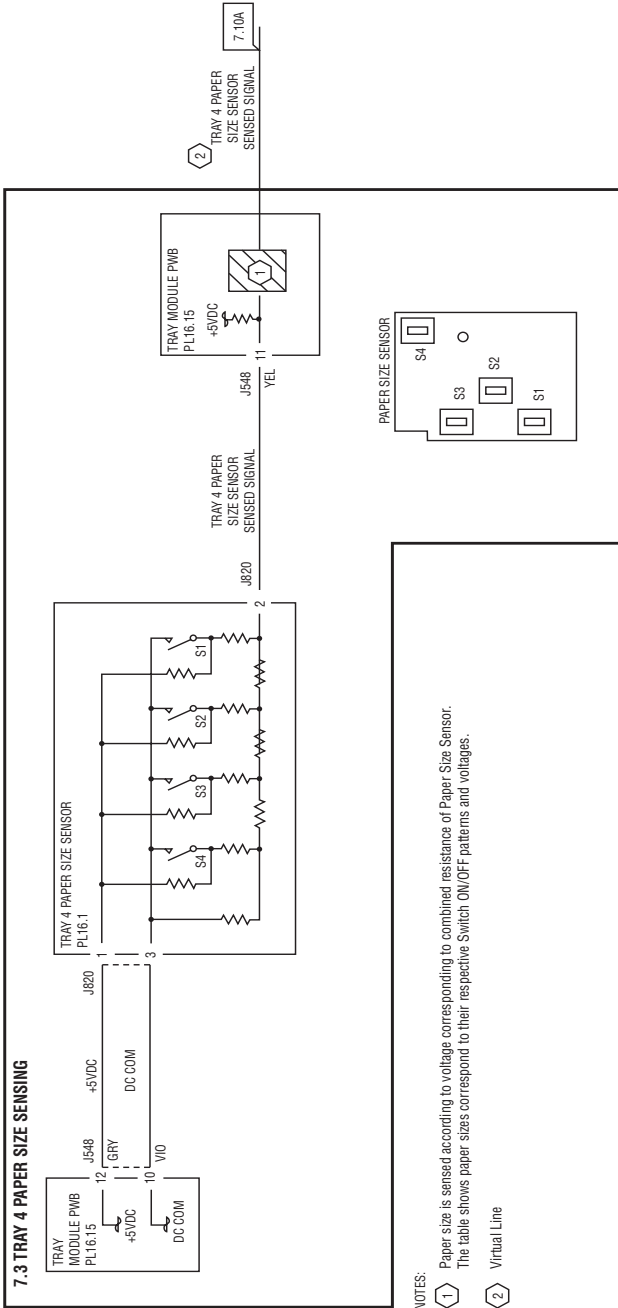 7.3 TRAY 4 PAPER SIZE SENSING
TRAY
MODULE PWB
PL16.15
+5VDC
DC COM
12
10
J548
GRY
VIO
+5VDC
DC COM
J820
1
3
TRAY 4 PAPER SIZE SENSOR
PL16.1
S4
S3
S2
S1
2
J820
TRAY 4 PAPER
SIZE SENSOR
SENSED SIGNAL
J548
YEL
11
TRAY MODULE PWB
PL16.15
+5VDC
1
2
TRAY 4 PAPER
SIZE SENSOR
SENSED SIGNAL
7.10A
PAPER SIZE SENSOR
S4
S3
S2
S1
NOTES:
1 Paper size is sensed according to voltage corresponding to combined resistance of Paper Size Sensor.
The table shows paper sizes correspond to their respective Switch ON/OFF patterns and voltages.
2 Virtual Line